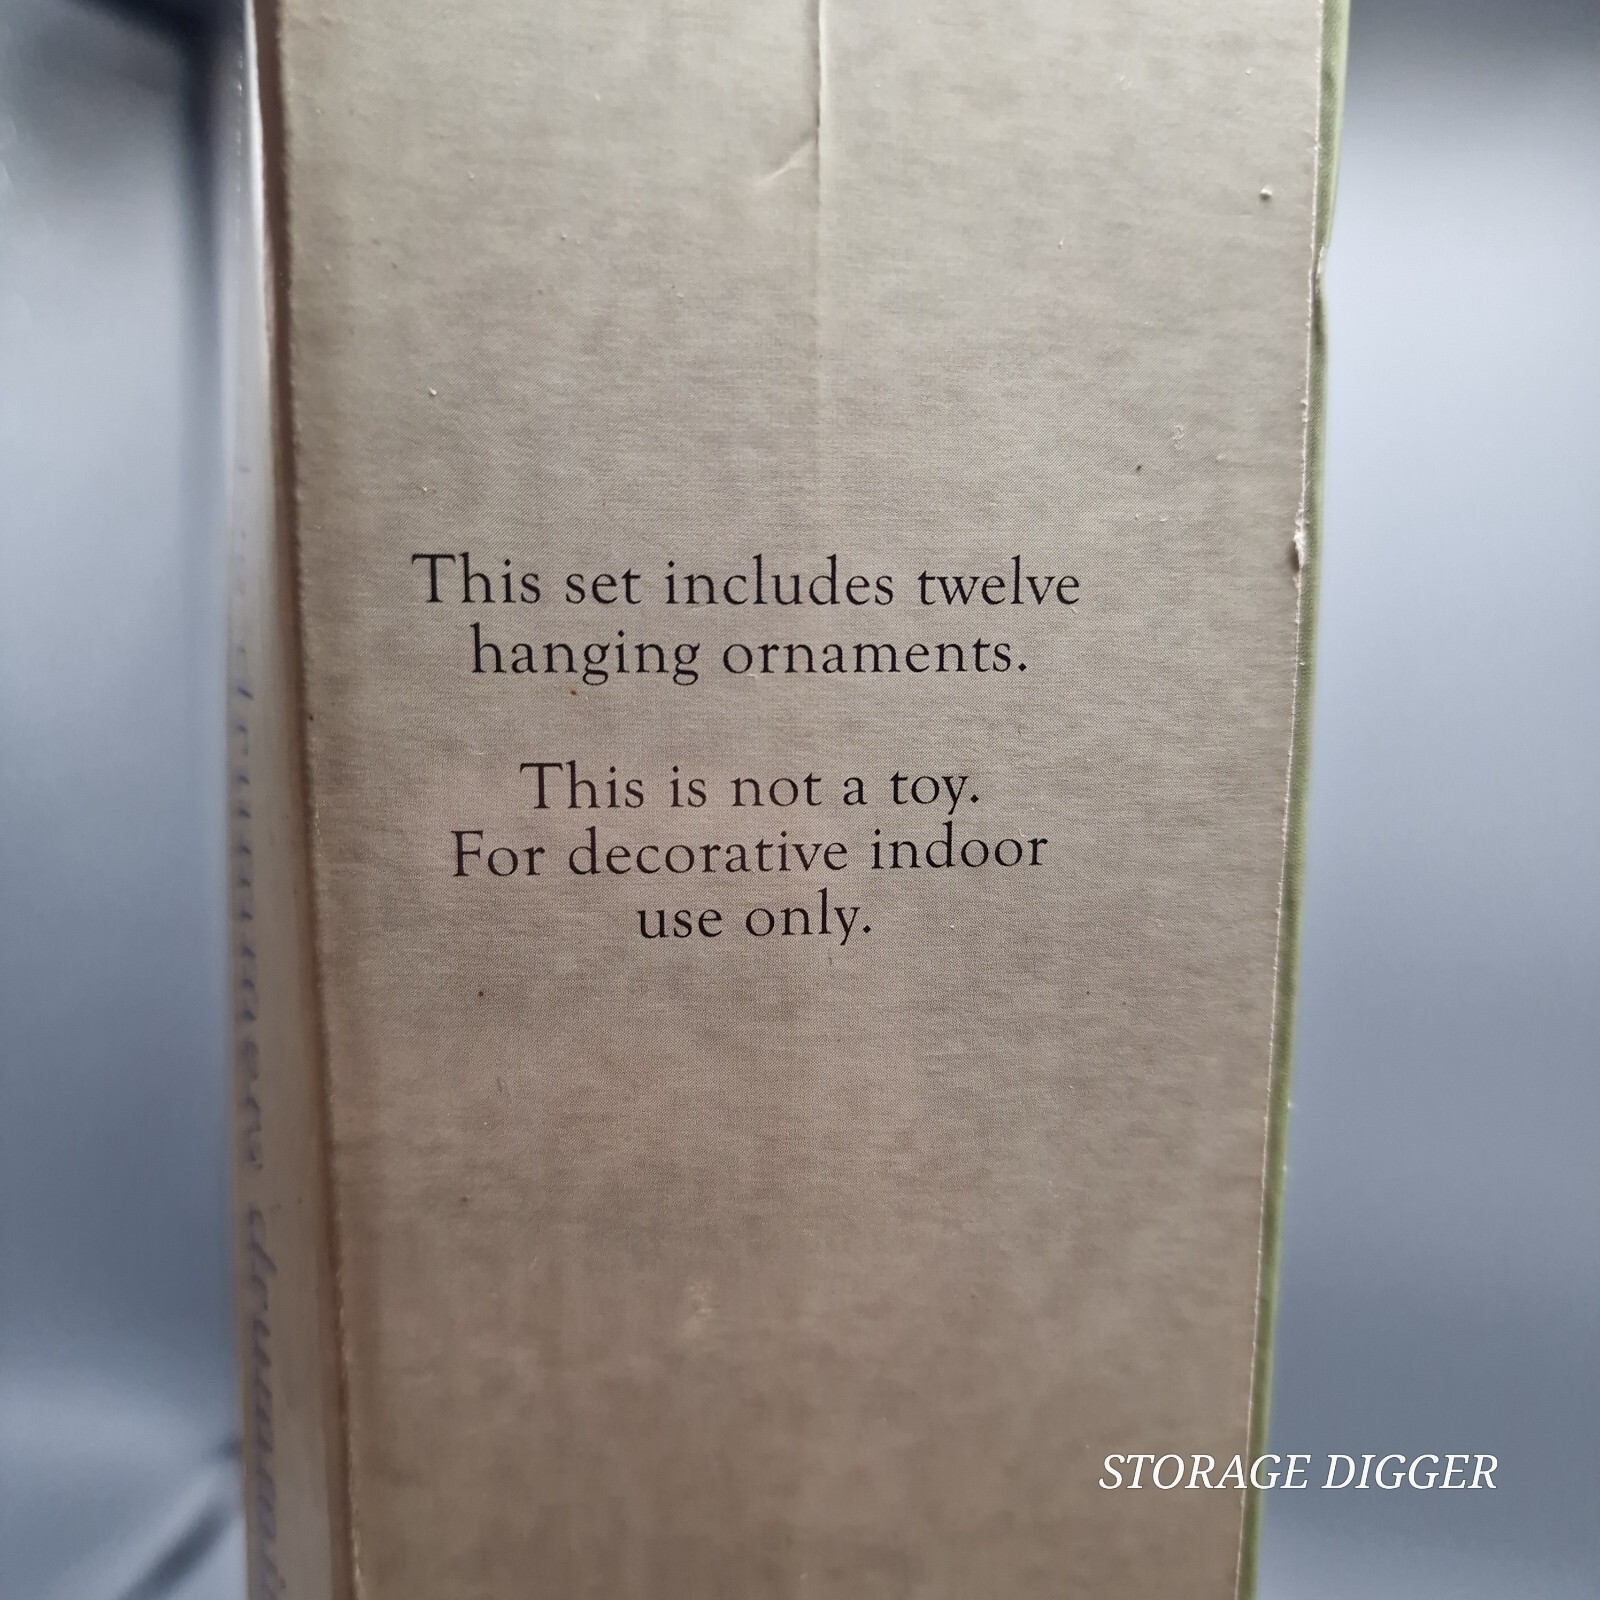 This set includes twelve
hanging ornaments.
This is not a toy.
For decorative indoor
use only.
STORAGE DIGGER